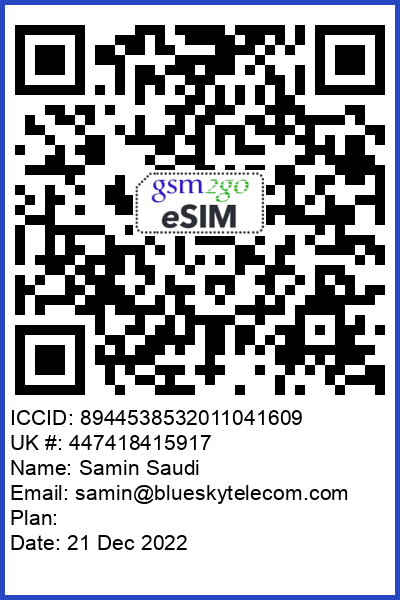 gsm2go
eSIM
ICCID: 8944538532011041609
UK #: 447418415917
Name: Samin Saudi
Email: samin@blueskytelecom.com
Plan:
Date: 21 Dec 2022